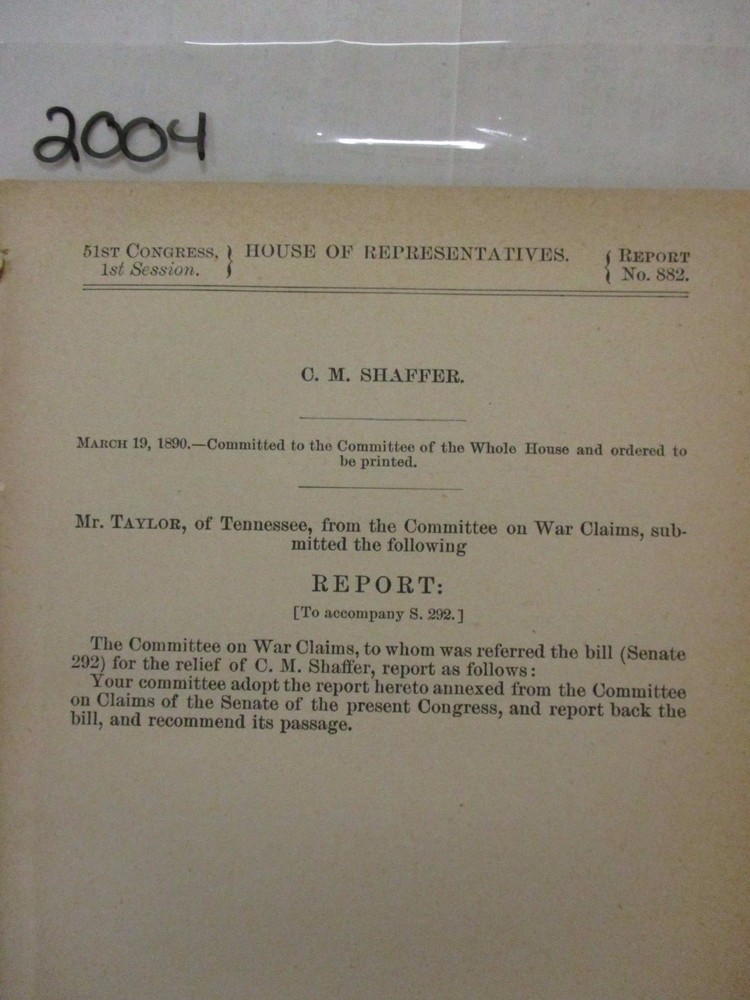 2004
51ST CONGRESS, } HOUSE OF REPRESENTATIVES. { REPORT
1st Session. } { No. 882.
C. M. SHAFFER.
MARCH 19, 1890.—Committed to the Committee of the Whole House and ordered to
be printed.
Mr. TAYLOR, of Tennessee, from the Committee on War Claims, sub-
mitted the following
REPORT:
[To accompany S. 292.]
The Committee on War Claims, to whom was referred the bill (Senate
292) for the relief of C. M. Shaffer, report as follows:
Your committee adopt the report hereto annexed from the Committee
on Claims of the Senate of the present Congress, and report back the
bill, and recommend its passage.